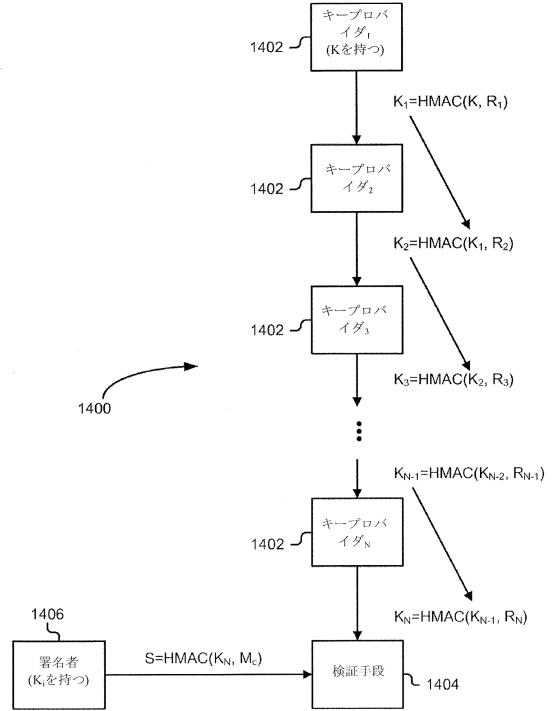 キープロバ
イダ1
(Kを持つ)
1402
K1=HMAC(K, R1)
キープロバ
イダ2
1402
K2=HMAC(K1, R2)
キープロバ
イダ3
1402
K3=HMAC(K2, R3)
1400
KN-1=HMAC(KN-2, RN-1)
キープロバ
イダN
1402
KN=HMAC(KN-1, RN)
1406
署名者
(Kiを持つ)
S=HMAC(KN, Mc)
検証手段
1404